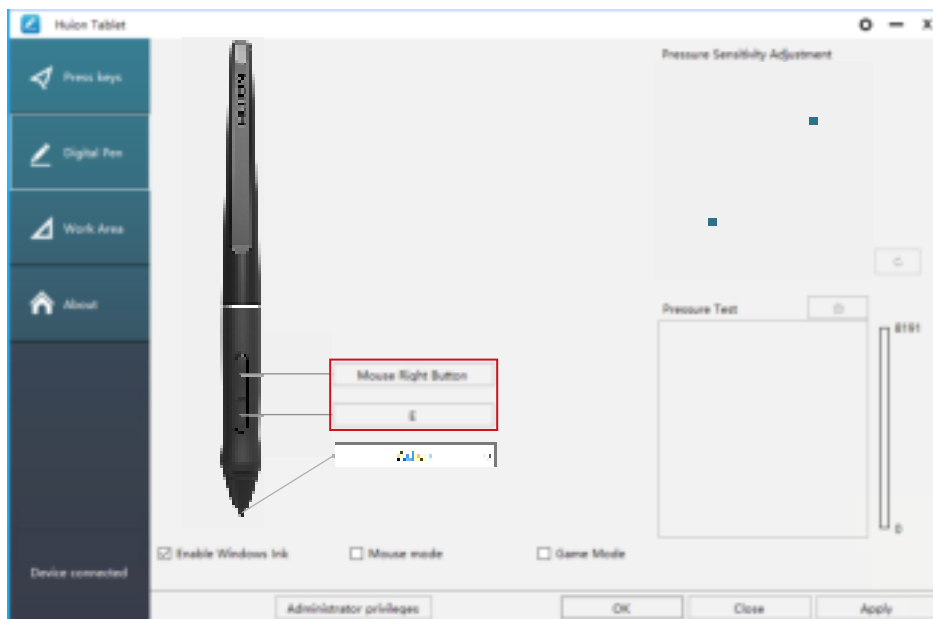 Huion Tablet
Press keys
Digital Pen
Work Area
About
Device connected
HUION
Mouse Right Button
E
Enable Windows Ink
Mouse mode
Game Mode
Administrator privileges
Pressure Sensitivity Adjustment
Pressure Test
8191
0
OK
Close
Apply